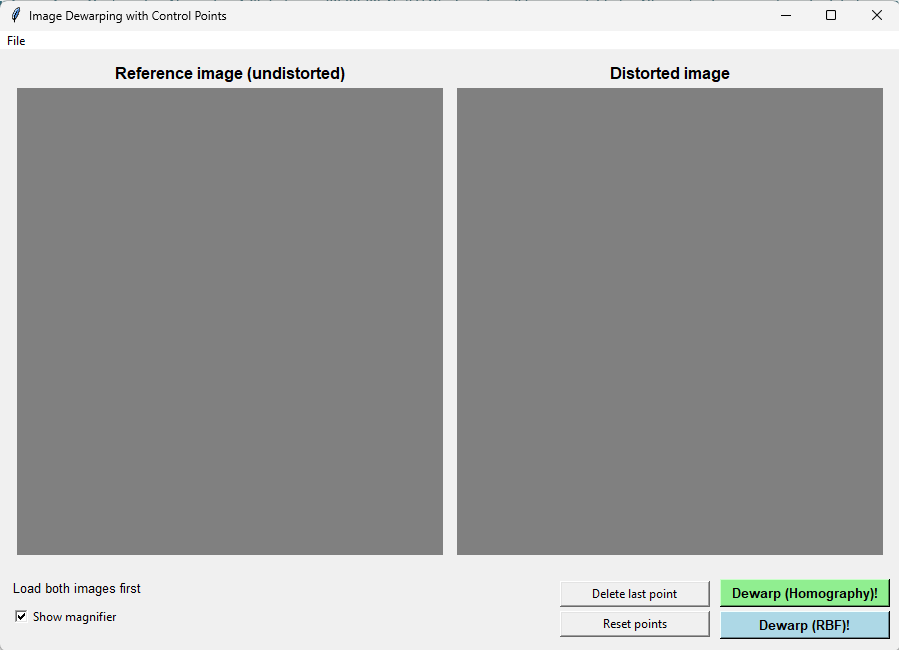 Image Dewarping with Control Points
File
Reference image (undistorted)
Distorted image
Load both images first
Show magnifier
Delete last point
Reset points
Dewarp (Homography)!
Dewarp (RBF)!